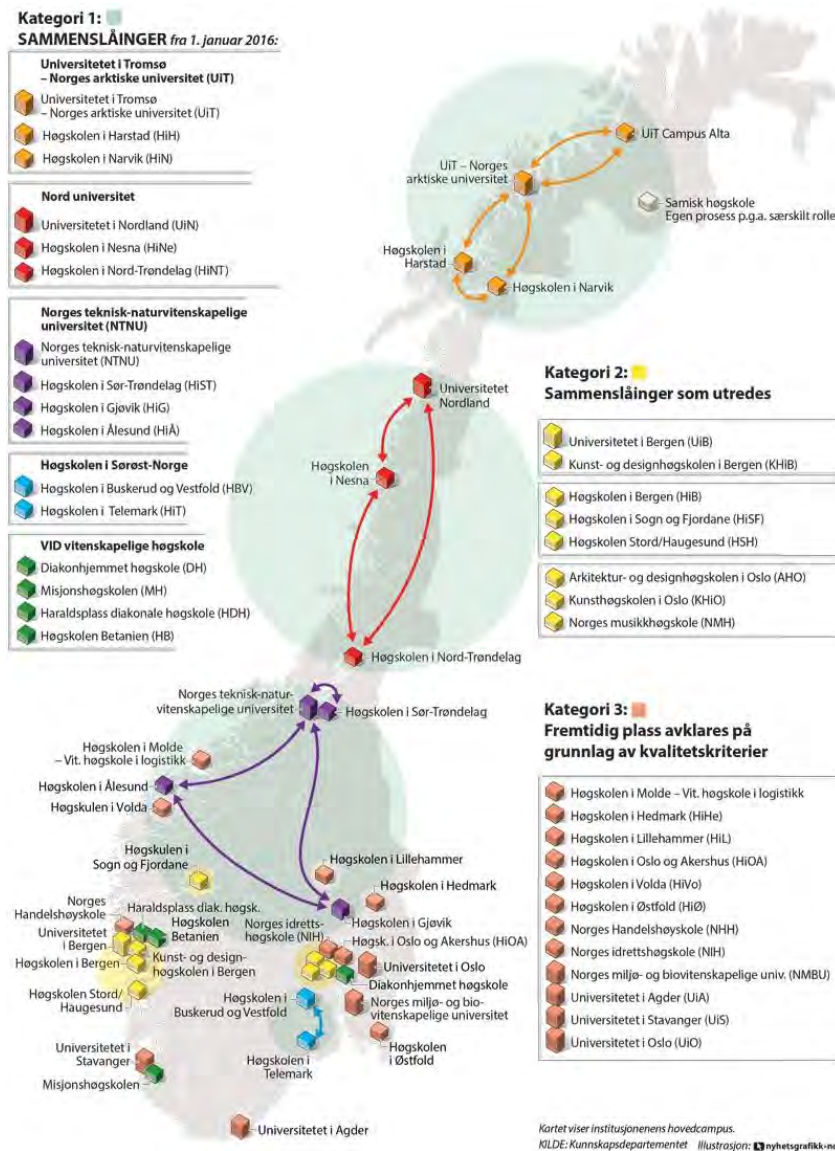 Kategori 1:
SAMMENSLÅINGER fra 1. januar 2016:
Universitetet i Tromsø
– Norges arktiske universitet (UiT)
Universitetet i Tromsø
– Norges arktiske universitet (UiT)
Høgskolen i Harstad (HiH)
Høgskolen i Narvik (HiN)
Nord universitet
Universitetet i Nordland (UiN)
Høgskolen i Nesna (HiNe)
Høgskolen i Nord-Trøndelag (HiNT)
Norges teknisk-naturvitenskapelige
universitet (NTNU)
Norges teknisk-naturvitenskapelige
universitet (NTNU)
Høgskolen i Sør-Trøndelag (HiST)
Høgskolen i Gjøvik (HiG)
Høgskolen i Ålesund (HiÅ)
Høgskolen i Sørøst-Norge
Høgskolen i Buskerud og Vestfold (HBV)
Høgskolen i Telemark (HiT)
VID vitenskapelige høgskole
Diakonhjemmet høgskole (DH)
Misjonshøgskolen (MH)
Haraldsplass diakonale høgskole (HDH)
Høgskolen Betanien (HB)
UiT Campus Alta
UiT – Norges
arktiske universitet
Samisk høgskole
Egen prosess p.g.a. særskilt rolle
Høgskolen i
Harstad
Høgskolen i Narvik
Universitetet
Nordland
Høgskolen
i Nesna
Høgskolen i Nord-Trøndelag
Kategori 2:
Sammenslåinger som utredes
Universitetet i Bergen (UiB)
Kunst- og designhøgskolen i Bergen (KHiB)
Høgskolen i Bergen (HiB)
Høgskolen i Sogn og Fjordane (HiSF)
Høgskolen Stord/Haugesund (HSH)
Arkitektur- og designhøgskolen i Oslo (AHO)
Kunsthøgskolen i Oslo (KHiO)
Norges musikkhøgskole (NMH)
Norges teknisk-natur-
vitenskapelige universitet
Høgskolen i Sør-Trøndelag
Høgskolen i Molde
– Vit. høgskole i logistikk
Høgskolen i Ålesund
Høgskulen i Volda
Høgskulen i
Sogn og Fjordane
Høgskolen i Lillehammer
Høgskolen i Hedmark
Norges
Handelshøyskole
Haraldsplass diak. høgsk.
Høgskolen
Betanien
Universitetet
i Bergen
Høgskolen i Bergen
Kunst- og design-
høgskolen i Bergen
Høgskolen Stord/
Haugesund
Norges idretts-
høgskole (NIH)
Høgskolen i Gjøvik
Høgsk. i Oslo og Akershus (HiOA)
Universitetet i Oslo
Diakonhjemmet høgskole
Høgskolen i
Buskerud og Vestfold
Norges miljø- og bio-
vitenskapelige universitet
Høgskolen i
Telemark
Høgskolen
i Østfold
Universitetet i
Stavanger
Misjonshøgskolen
Universitetet i Agder
Kategori 3:
Fremtidig plass avklares på
grunnlag av kvalitetskriterier
Høgskolen i Molde – Vit. høgskole i logistikk
Høgskolen i Hedmark (HiHe)
Høgskolen i Lillehammer (HiL)
Høgskolen i Oslo og Akershus (HiOA)
Høgskolen i Volda (HiVo)
Høgskolen i Østfold (HiØ)
Norges Handelshøyskole (NHH)
Norges idrettshøgskole (NIH)
Norges miljø- og biovitenskapelige univ. (NMBU)
Universitetet i Agder (UiA)
Universitetet i Stavanger (UiS)
Universitetet i Oslo (UiO)
Kartet viser institusjonenens hovedcampus.
KILDE: Kunnskapsdepartementet Illustrasjon: nyhetsgrafikk